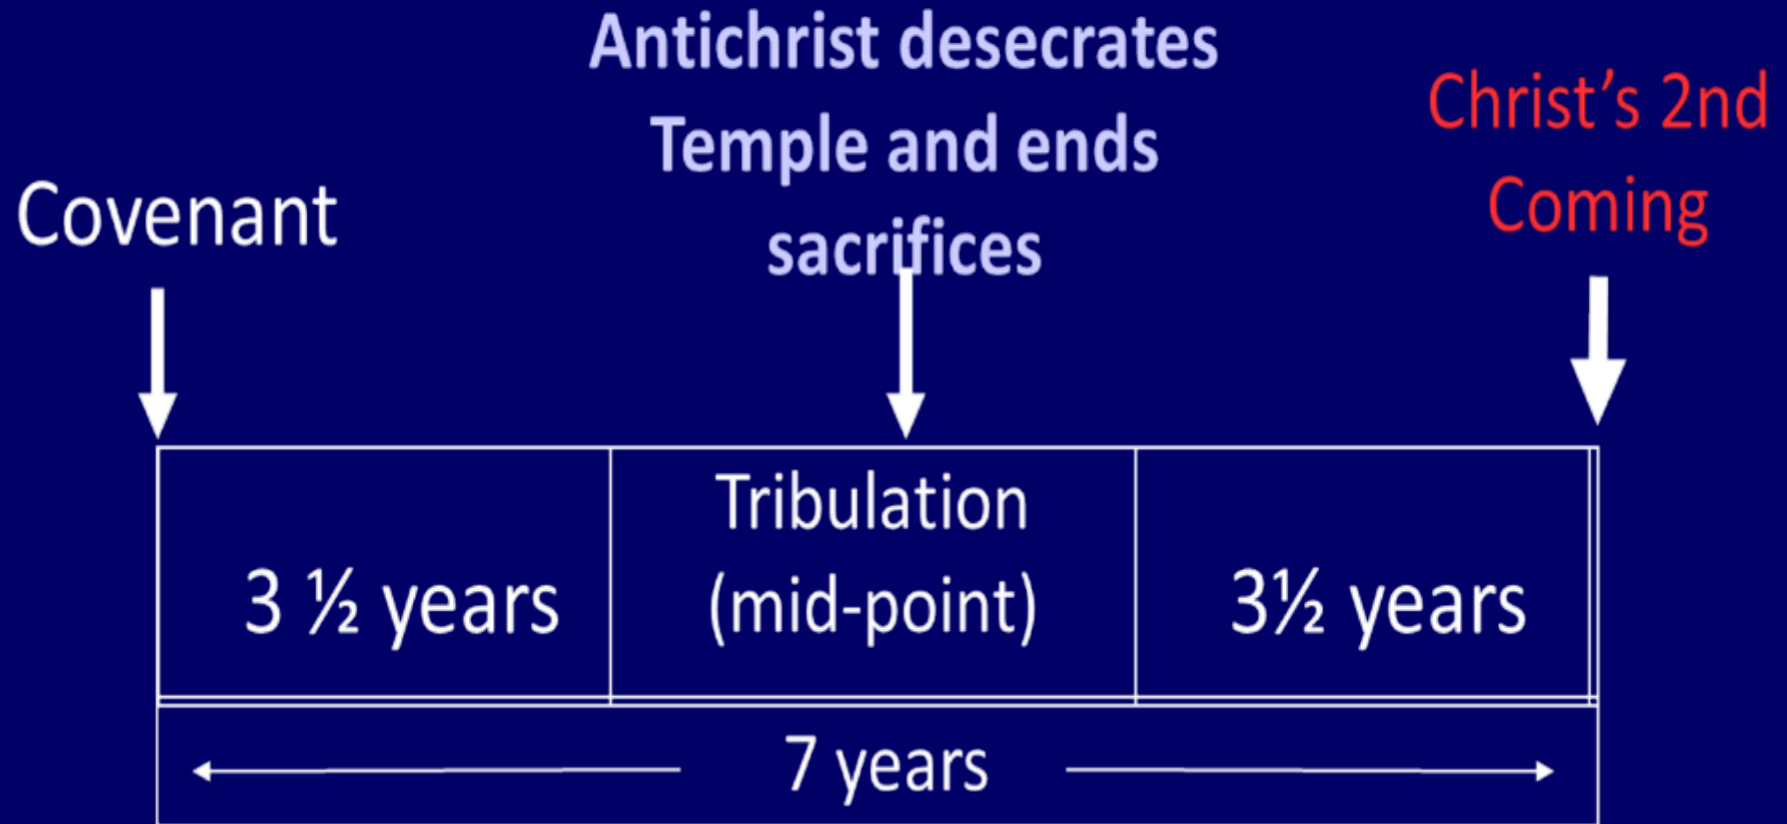 Antichrist desecrates
Temple and ends
sacrifices
Christ’s 2nd
Coming
Covenant
3 ½ years
Tribulation
(mid-point)
3½ years
7 years